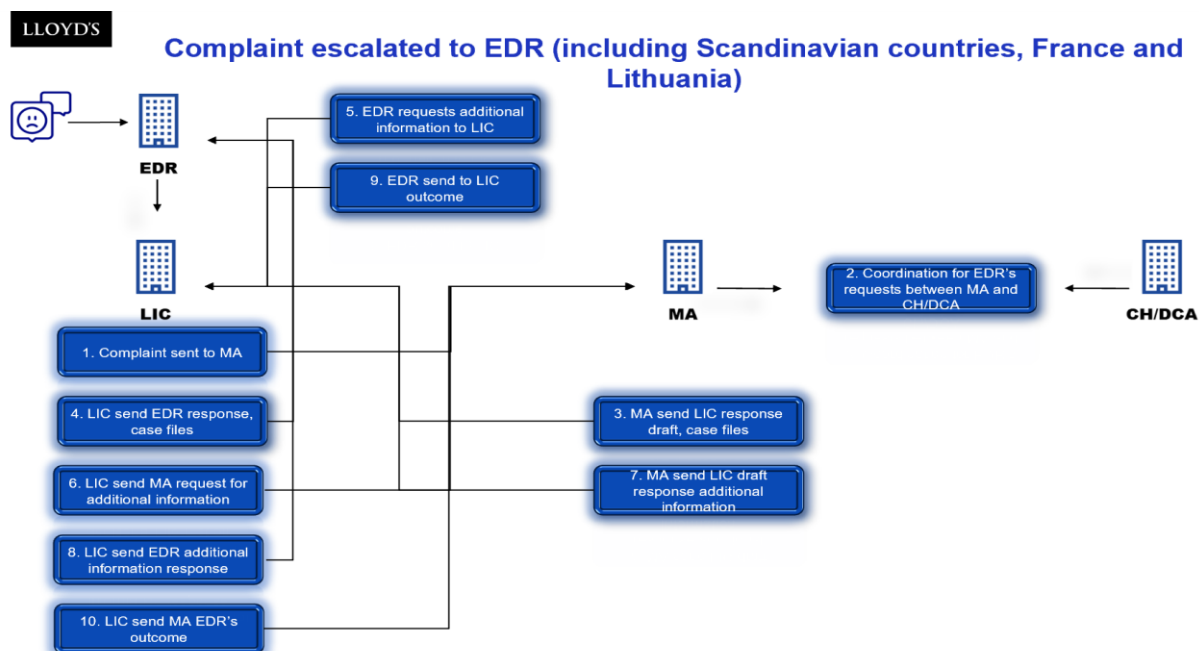 LLOYD'S
Complaint escalated to EDR (including Scandinavian countries, France and
Lithuania)
5. EDR requests additional
information to LIC
EDR
9. EDR send to LIC
outcome
2. Coordination for EDR's
requests between MA and
CH/DCA
LIC
MA
CH/DCA
1. Complaint sent to MA
4. LIC send EDR response,
case files
3. MA send LIC response
draft, case files
6. LIC send MA request for
additional information
7. MA send LIC draft
response additional
information
8. LIC send EDR additional
information response
10. LIC send MA EDR's
outcome